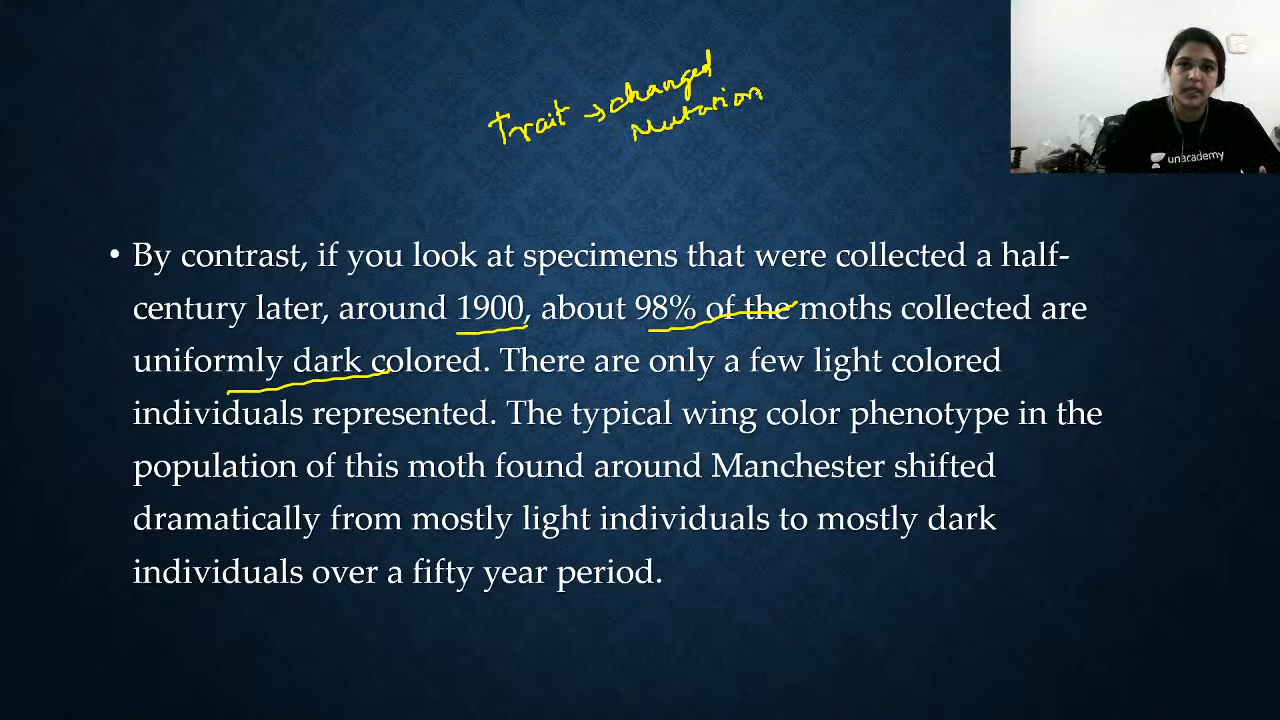 Trait → changed
Mutation
unacademy
• By contrast, if you look at specimens that were collected a half-
century later, around 1900, about 98% of the moths collected are
uniformly dark colored. There are only a few light colored
individuals represented. The typical wing color phenotype in the
population of this moth found around Manchester shifted
dramatically from mostly light individuals to mostly dark
individuals over a fifty year period.